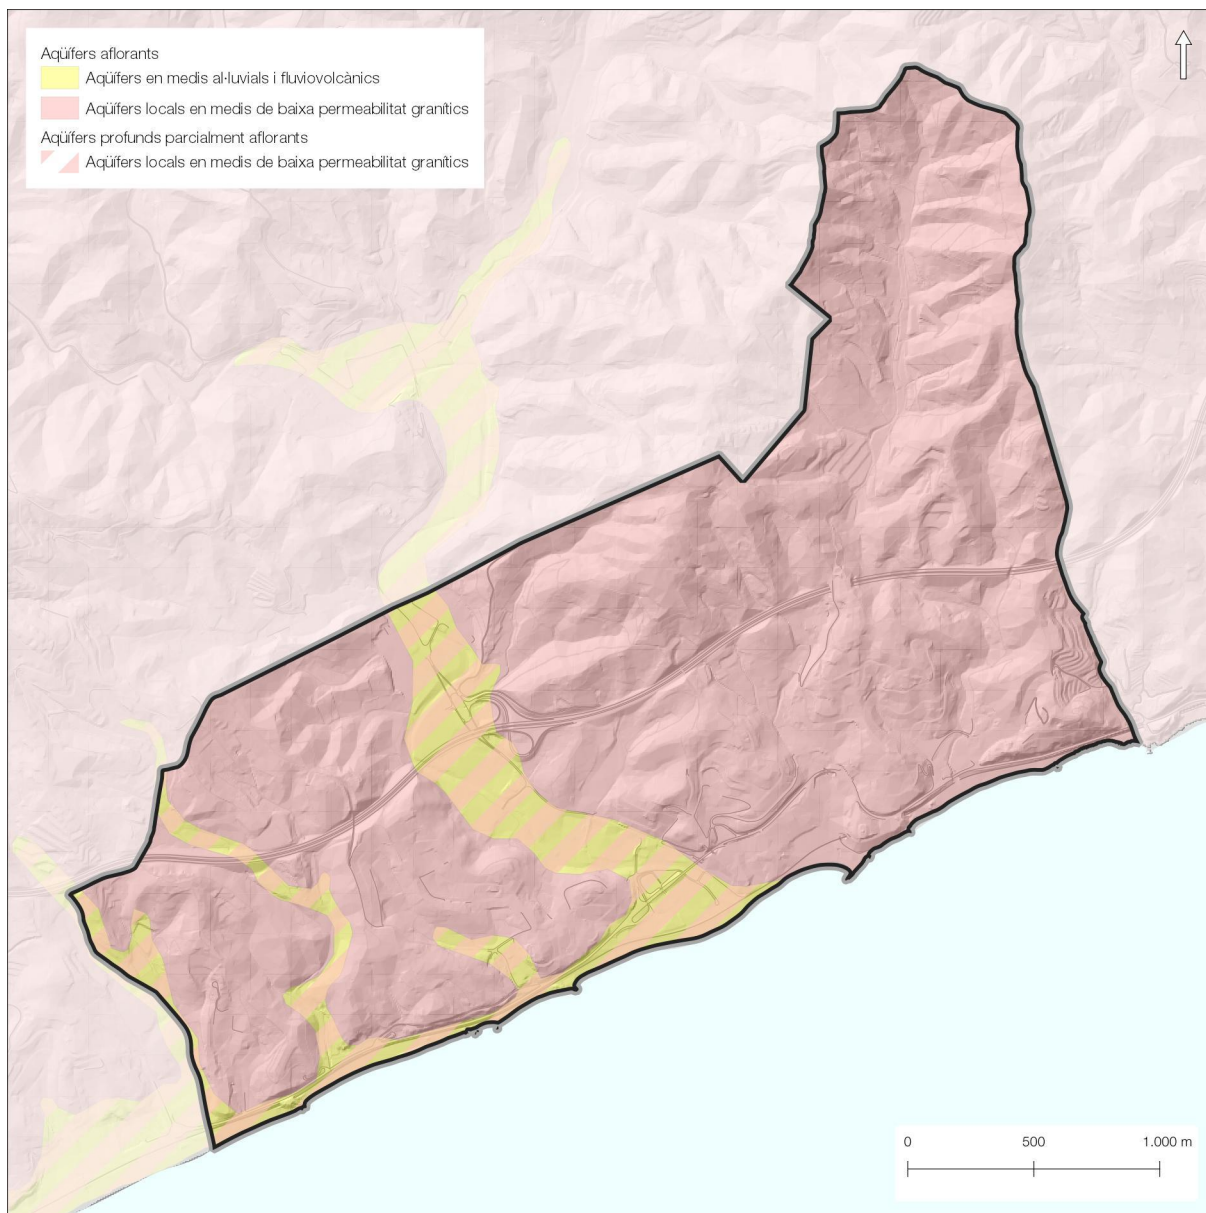 Aqüífers aflorants
Aqüífers en medis al·luvials i fluviovolcànics
Aqüífers locals en medis de baixa permeabilitat granítics
Aqüífers profunds parcialment aflorants
Aqüífers locals en medis de baixa permeabilitat granítics
0 500 1.000 m